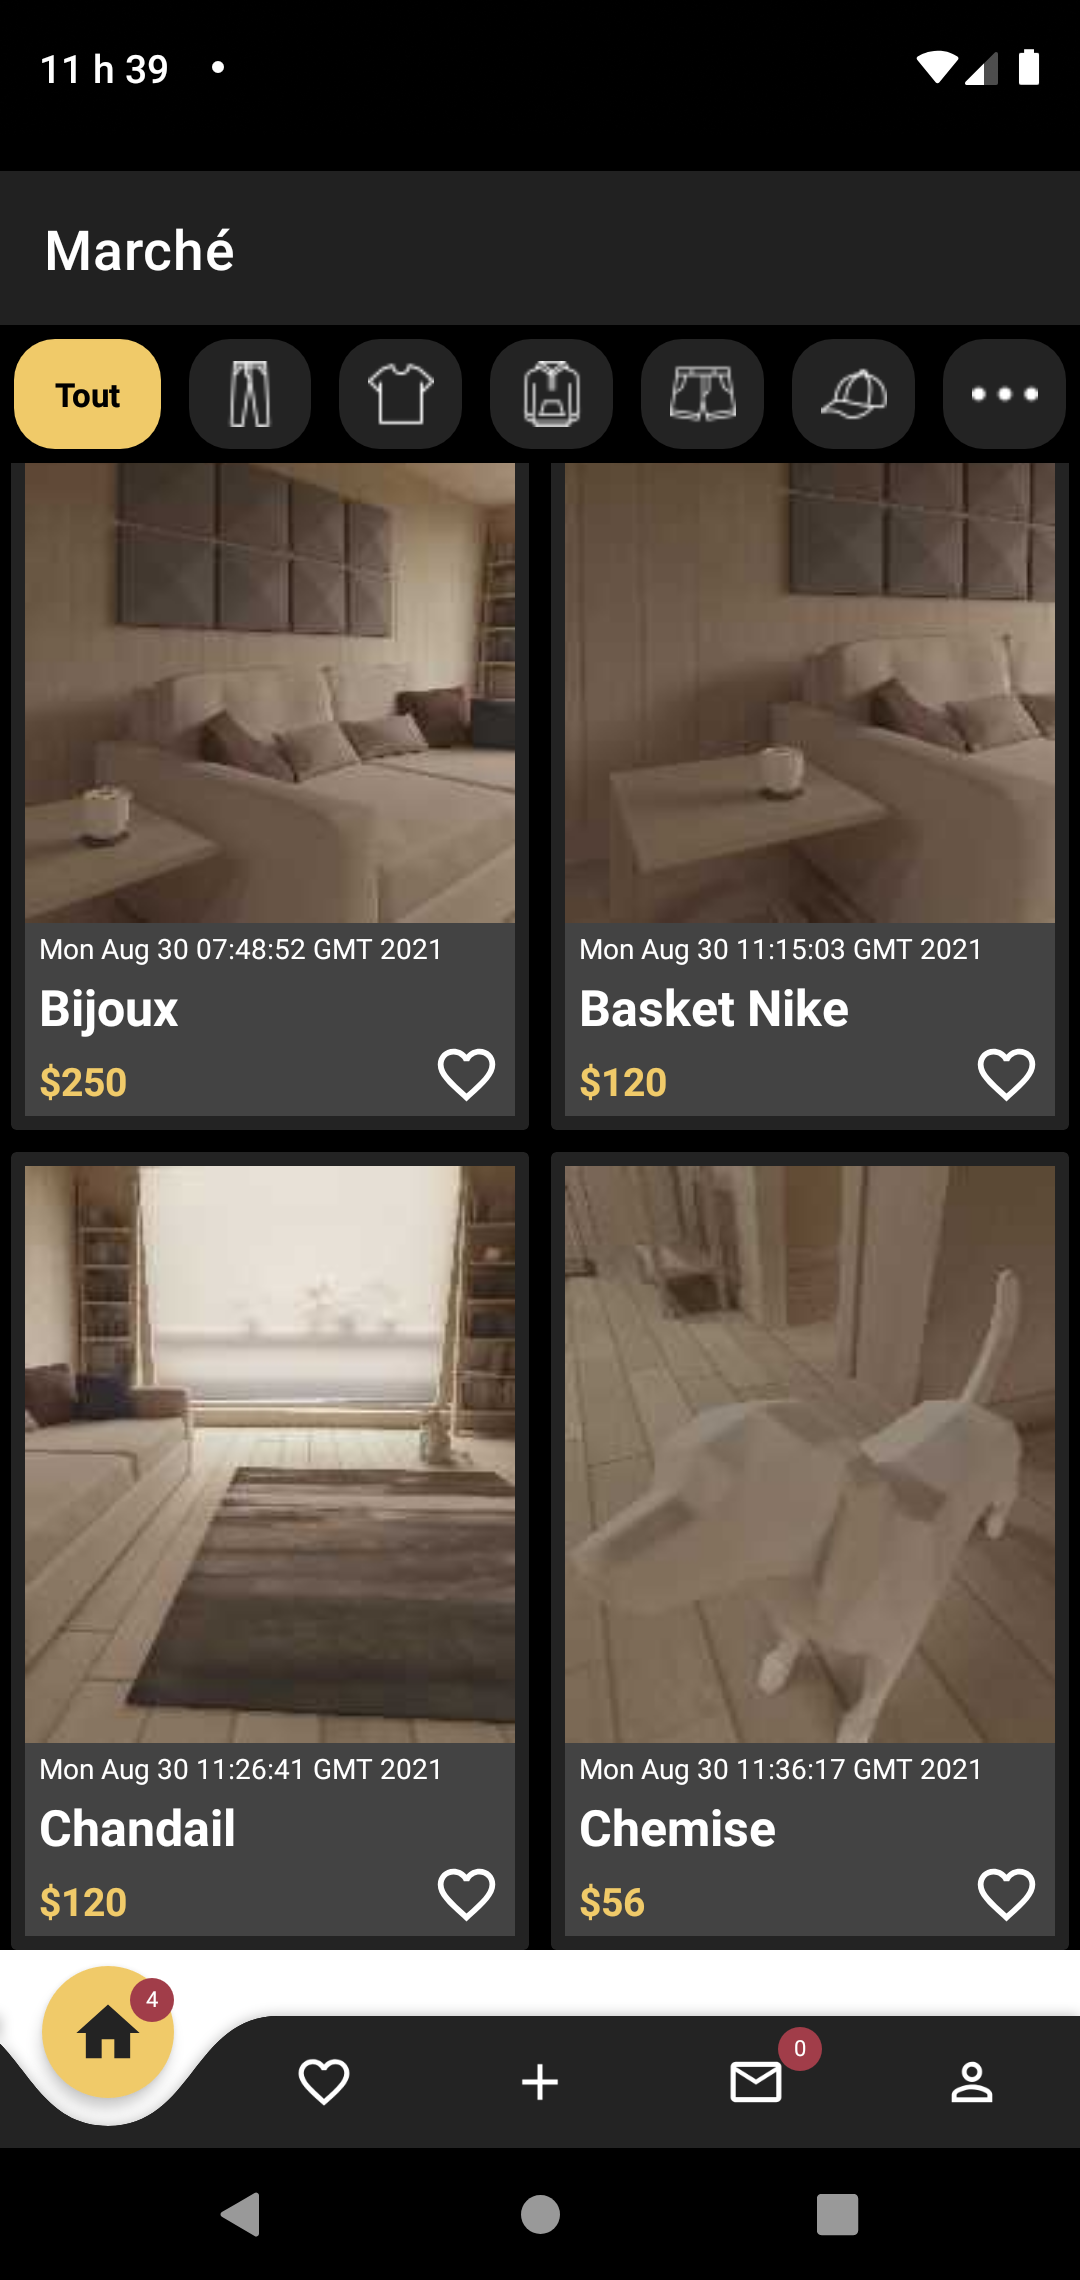 11 h 39
Marché
Tout
Mon Aug 30 07:48:52 GMT 2021
Bijoux
$250
Mon Aug 30 11:15:03 GMT 2021
Basket Nike
$120
Mon Aug 30 11:26:41 GMT 2021
Chandail
$120
Mon Aug 30 11:36:17 GMT 2021
Chemise
$56
4
0